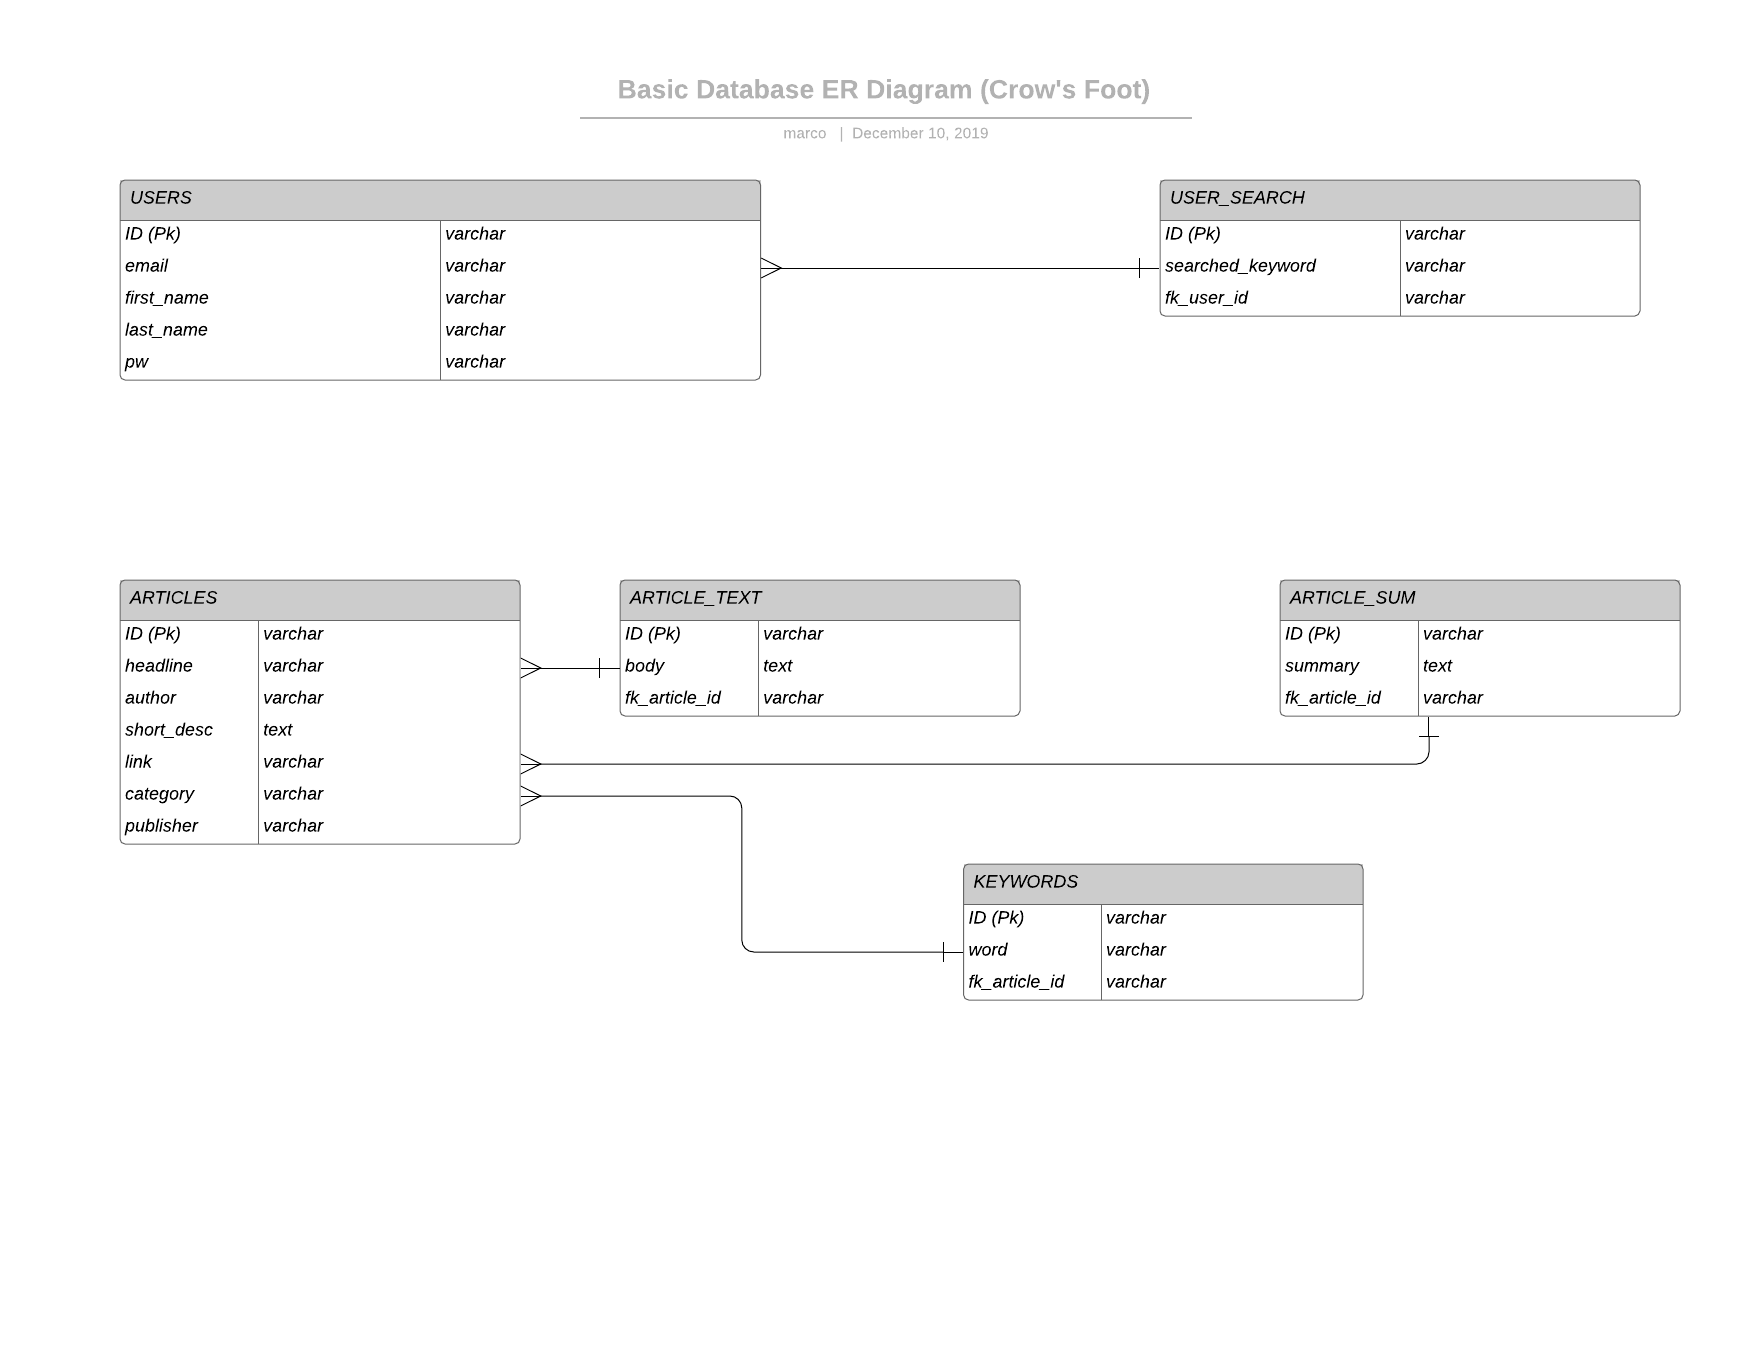 Basic Database ER Diagram (Crow's Foot)
marco | December 10, 2019
USERS
ID (Pk) varchar
email varchar
first_name varchar
last_name varchar
pw varchar
USER_SEARCH
ID (Pk) varchar
searched_keyword varchar
fk_user_id varchar
ARTICLES
ID (Pk) varchar
headline varchar
author varchar
short_desc text
link varchar
category varchar
publisher varchar
ARTICLE_TEXT
ID (Pk) varchar
body text
fk_article_id varchar
ARTICLE_SUM
ID (Pk) varchar
summary text
fk_article_id varchar
KEYWORDS
ID (Pk) varchar
word varchar
fk_article_id varchar